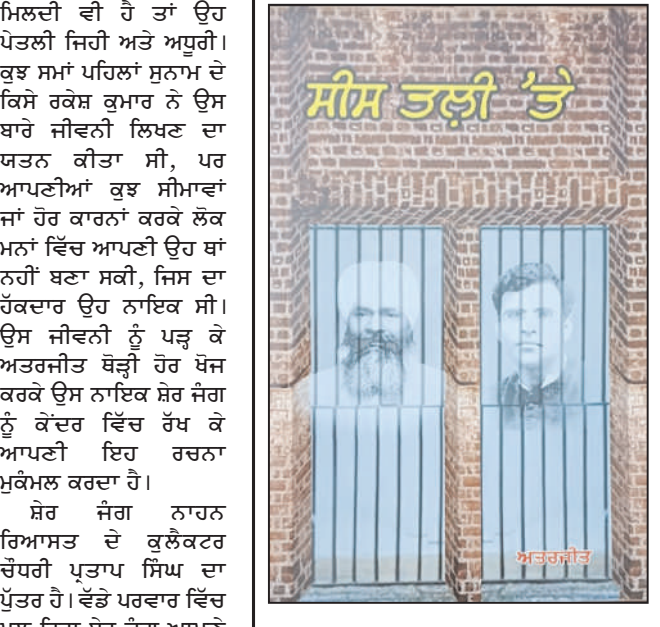 ਮਿਲਦੀ ਵੀ ਹੈ ਤਾਂ ਉਹ
ਪੇਤਲੀ ਜਿਹੀ ਅਤੇ ਅਧੂਰੀ।
ਕੁਝ ਸਮਾਂ ਪਹਿਲਾਂ ਸੁਨਾਮ ਦੇ
ਕਿਸੇ ਰਕੇਸ਼ ਕੁਮਾਰ ਨੇ ਉਸ
ਬਾਰੇ ਜੀਵਨੀ ਲਿਖਣ ਦਾ
ਯਤਨ ਕੀਤਾ ਸੀ, ਪਰ
ਆਪਣੀਆਂ ਕੁਝ ਸੀਮਾਵਾਂ
ਜਾਂ ਹੋਰ ਕਾਰਨਾਂ ਕਰਕੇ ਲੋਕ
ਮਨਾਂ ਵਿੱਚ ਆਪਣੀ ਉਹ ਥਾਂ
ਨਹੀਂ ਬਣਾ ਸਕੀ, ਜਿਸ ਦਾ
ਹੱਕਦਾਰ ਉਹ ਨਾਇਕ ਸੀ।
ਉਸ ਜੀਵਨੀ ਨੂੰ ਪੜ੍ਹ ਕੇ
ਅਤਰਜੀਤ ਥੋੜ੍ਹੀ ਹੋਰ ਖੋਜ
ਕਰਕੇ ਉਸ ਨਾਇਕ ਸ਼ੇਰ ਜੰਗ
ਨੂੰ ਕੇਂਦਰ ਵਿੱਚ ਰੱਖ ਕੇ
ਆਪਣੀ ਇਹ ਰਚਨਾ
ਮੁਕੰਮਲ ਕਰਦਾ ਹੈ।
ਸ਼ੇਰ ਜੰਗ ਨਾਹਨ
ਰਿਆਸਤ ਦੇ ਕੁਲੈਕਟਰ
ਚੌਧਰੀ ਪ੍ਰਤਾਪ ਸਿੰਘ ਦਾ
ਪੁੱਤਰ ਹੈ। ਵੱਡੇ ਪਰਵਾਰ ਵਿੱਚ
ਸੀਸ ਤਲ਼ੀ 'ਤੇ
ਅਤਰਜੀਤ